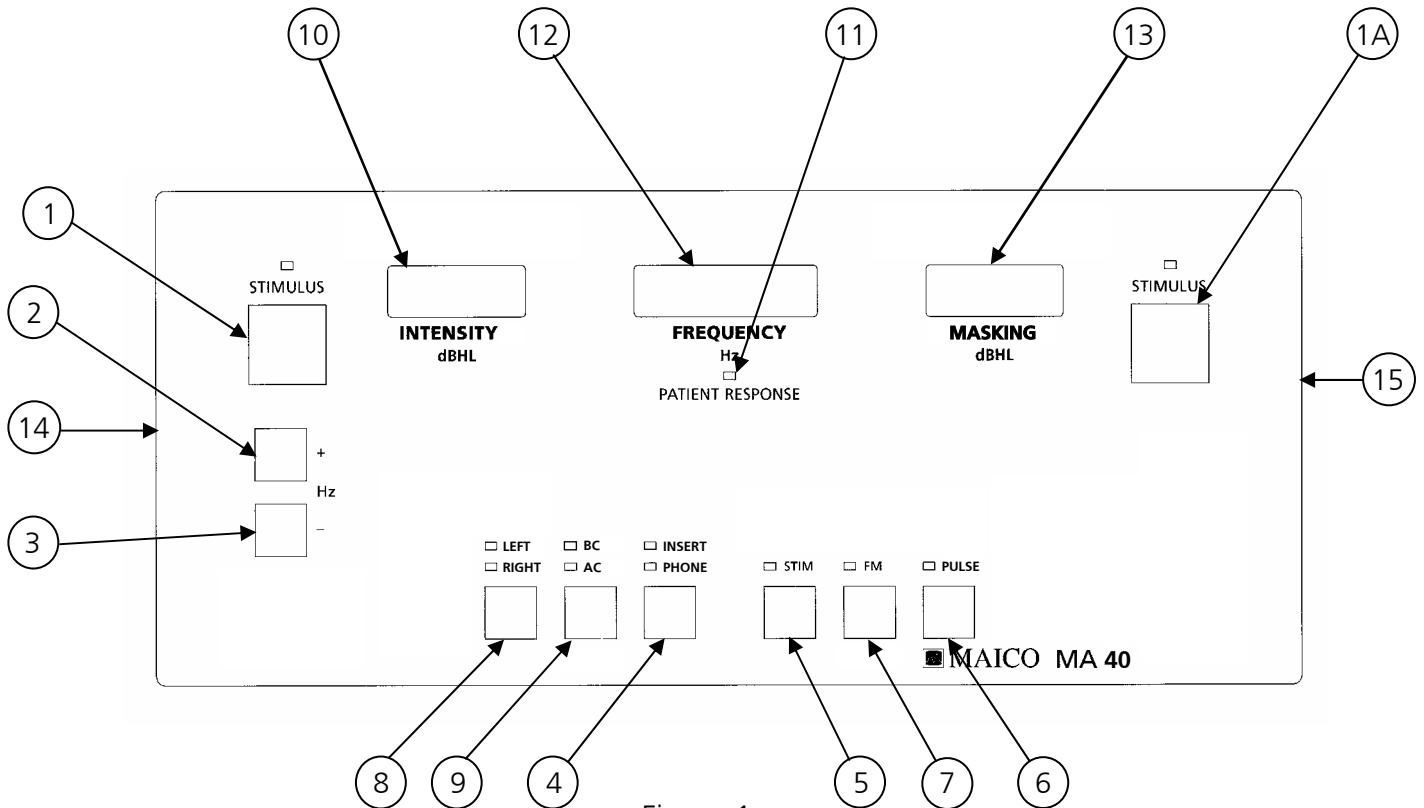 10 12 11 13 1A
1
STIMULUS STIMULUS
2
INTENSITY FREQUENCY MASKING
dBHL Hz dBHL
PATIENT RESPONSE
15
14
+
Hz
–
3
LEFT BC INSERT
RIGHT AC PHONE STIM FM PULSE
MAICO MA 40
8 9 4 5 7 6